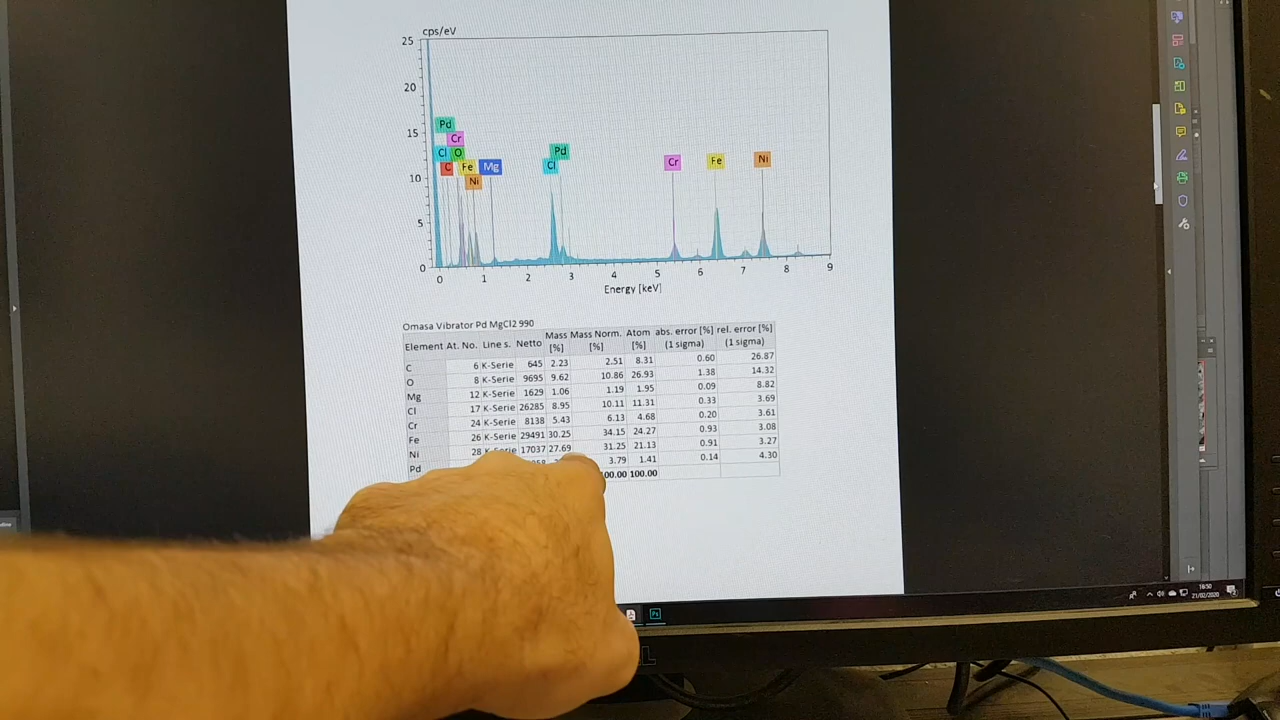 cps/eV
25
20
15
10
5
0
Pd
Cr
Cl O
C Fe Mg
Ni
Pd
Cl
Cr Fe Ni
0 1 2 3 4 5 6 7 8 9
Energy [keV]
Omasa Vibrator Pd MgCl2 990
Element At. No. Line s. Netto Mass [%] Mass Norm. [%] Atom [%] abs. error [%] (1 sigma) rel. error [%] (1 sigma)
C 6 K-Serie 645 2.23 2.51 8.31 0.60 26.87
O 8 K-Serie 9695 9.62 10.86 26.93 1.38 14.32
Mg 12 K-Serie 1629 1.06 1.19 1.95 0.09 8.82
Cl 17 K-Serie 26285 8.95 10.11 11.31 0.33 3.69
Cr 24 K-Serie 8138 5.43 6.13 4.68 0.20 3.61
Fe 26 K-Serie 29491 30.25 34.15 24.27 0.93 3.08
Ni 28 K-Serie 17037 27.69 31.25 21.13 0.91 3.27
Pd 3.79 1.41 0.14 4.30
100.00 100.00
Ps
16:50
21/02/2020